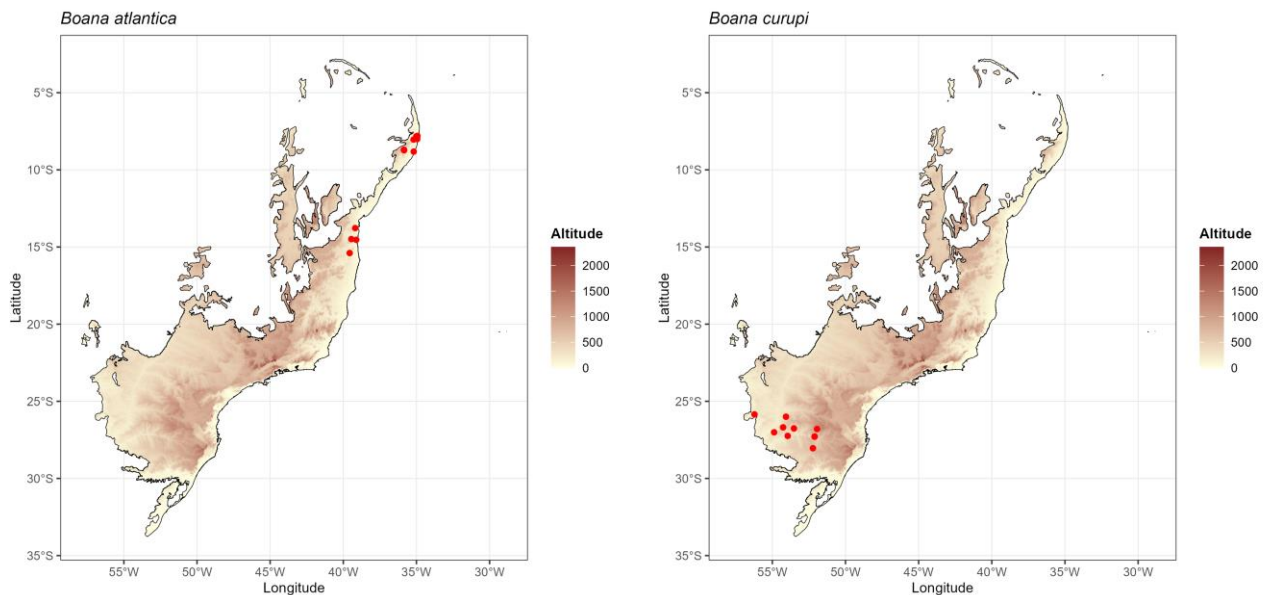 Boana atlantica
5°S
10°S
15°S
20°S
25°S
30°S
35°S
Latitude
55°W
50°W
45°W
40°W
35°W
30°W
Longitude
Altitude
2000
1500
1000
500
0
Boana curupi
5°S
10°S
15°S
20°S
25°S
30°S
35°S
Latitude
55°W
50°W
45°W
40°W
35°W
30°W
Longitude
Altitude
2000
1500
1000
500
0